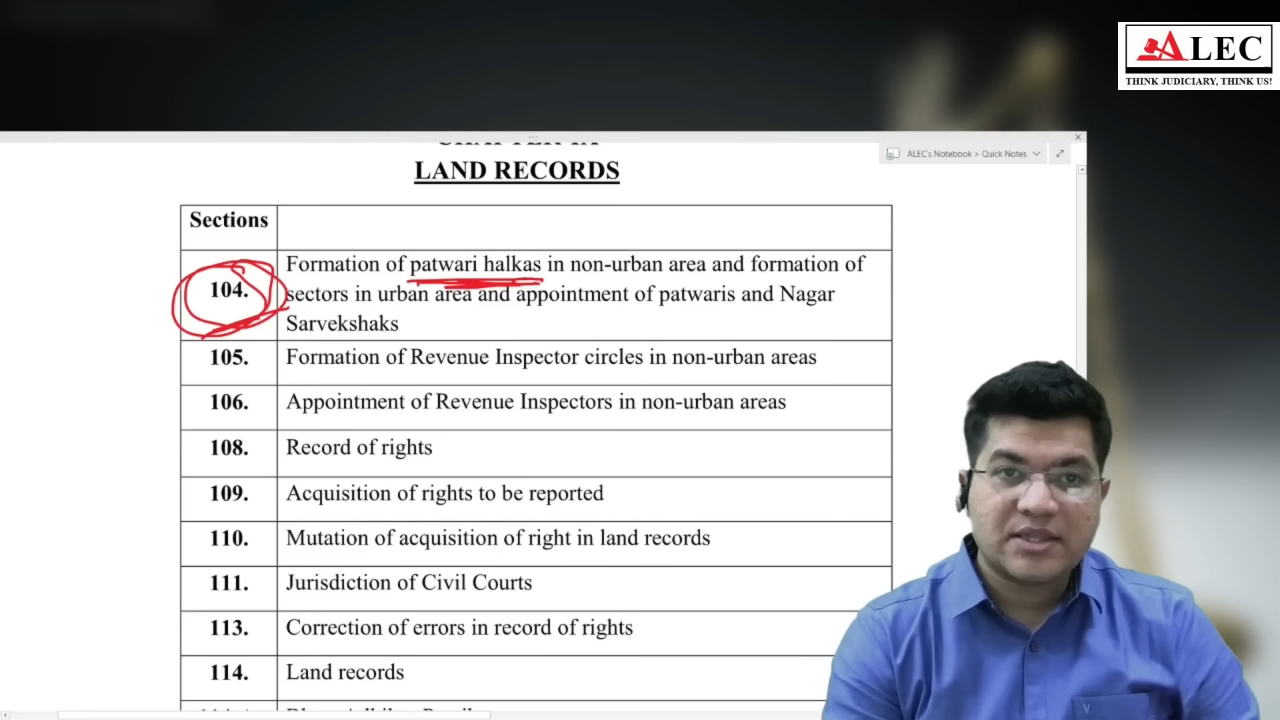 ALEC
THINK JUDICIARY, THINK US!
ALEC's Notebook > Quick Notes
LAND RECORDS
Sections
104.
Formation of patwari halkas in non-urban area and formation of
sectors in urban area and appointment of patwaris and Nagar
Sarvekshaks
105.
Formation of Revenue Inspector circles in non-urban areas
106.
Appointment of Revenue Inspectors in non-urban areas
108.
Record of rights
109.
Acquisition of rights to be reported
110.
Mutation of acquisition of right in land records
111.
Jurisdiction of Civil Courts
113.
Correction of errors in record of rights
114.
Land records